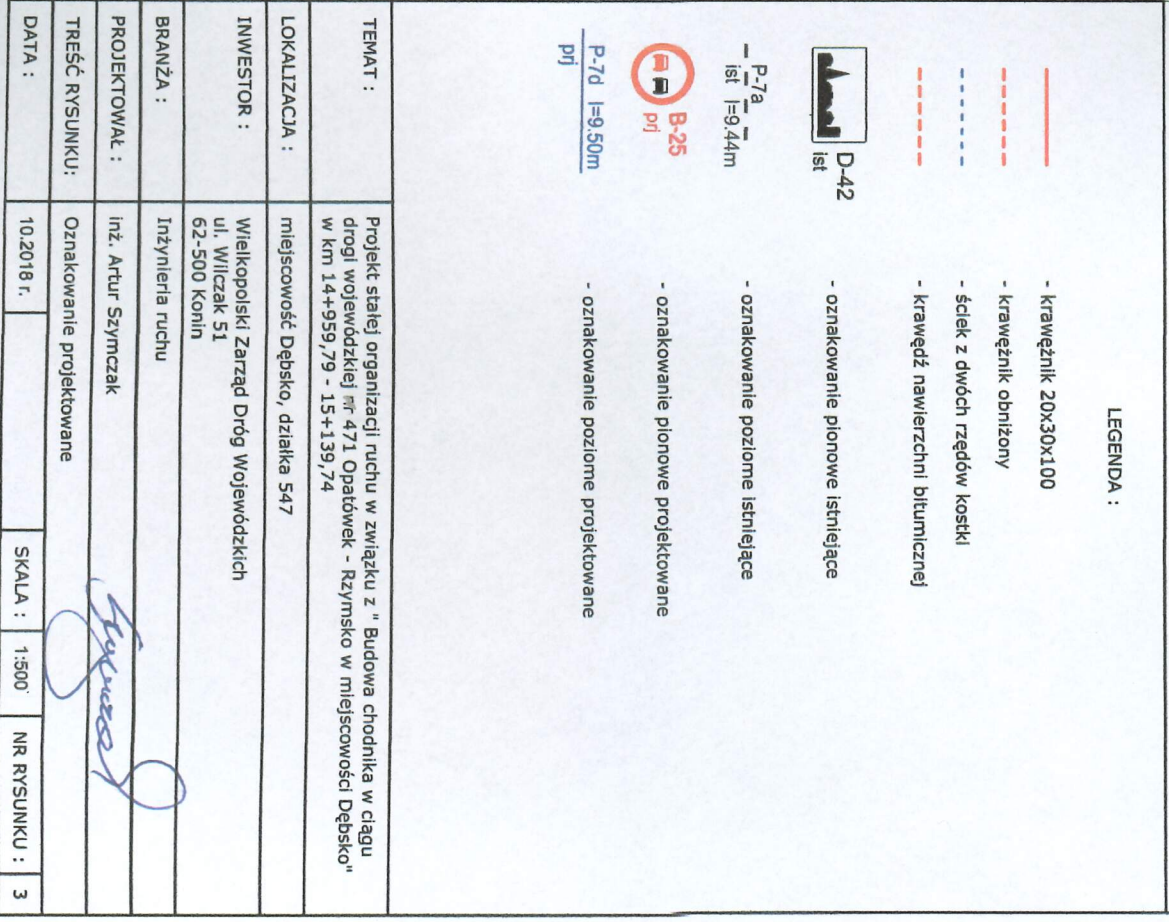 LEGENDA :
- krawężnik 20x30x100
- krawężnik obniżony
- ściek z dwóch rzędów kostki
- krawędź nawierzchni bitumicznej
D-42
ist
- oznakowanie pionowe istniejące
P-7a
ist l=9.44m
- oznakowanie poziome istniejące
B-25
prj
- oznakowanie pionowe projektowane
P-7d l=9.50m
prj
- oznakowanie poziome projektowane
TEMAT :
Projekt stałej organizacji ruchu w związku z " Budowa chodnika w ciągu
drogi wojewódzkiej nr 471 Opatówek - Rzymsko w miejscowości Dębsko"
w km 14+959,79 - 15+139,74
LOKALIZACJA :
miejscowość Dębsko, działka 547
INWESTOR :
Wielkopolski Zarząd Dróg Wojewódzkich
ul. Wilczak 51
62-500 Konin
BRANŻA :
Inżynieria ruchu
PROJEKTOWAŁ :
inż. Artur Szymczak
TREŚĆ RYSUNKU:
Oznakowanie projektowane
DATA :
10.2018 r.
SKALA :
1:500
NR RYSUNKU :
3